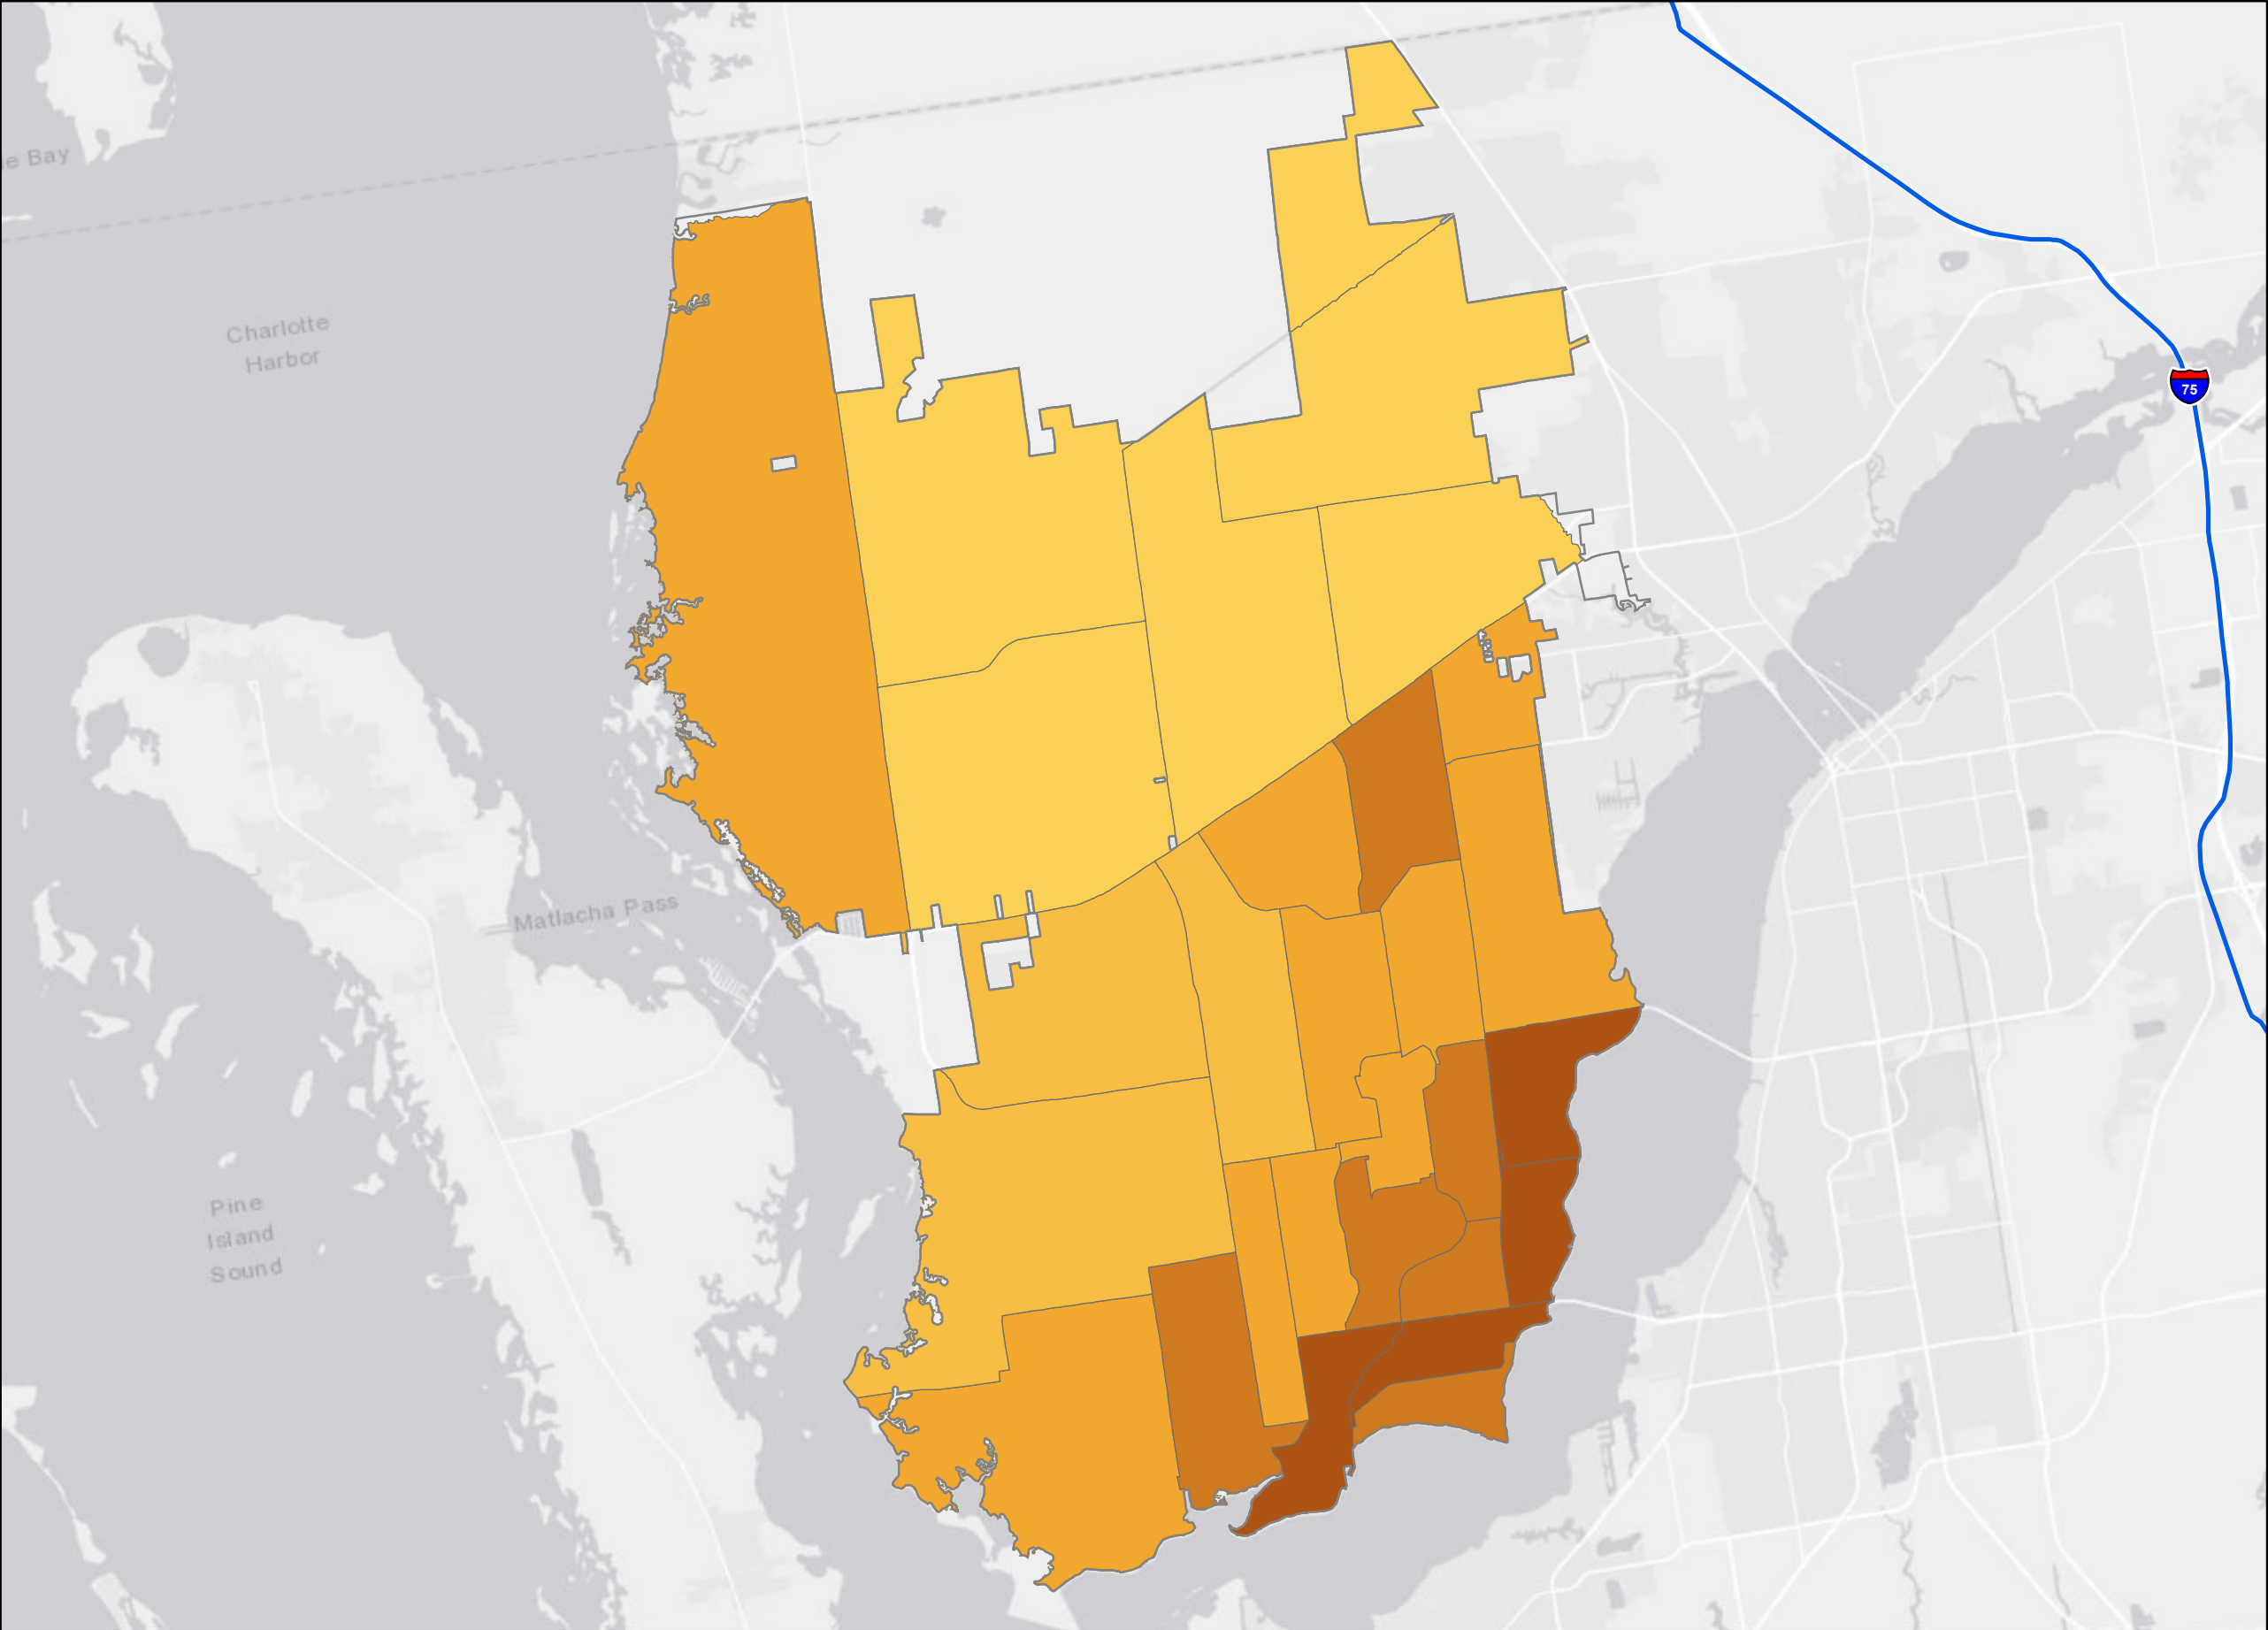 e Bay
Charlotte
Harbor
75
Matlacha Pass
Pine
Island
Sound